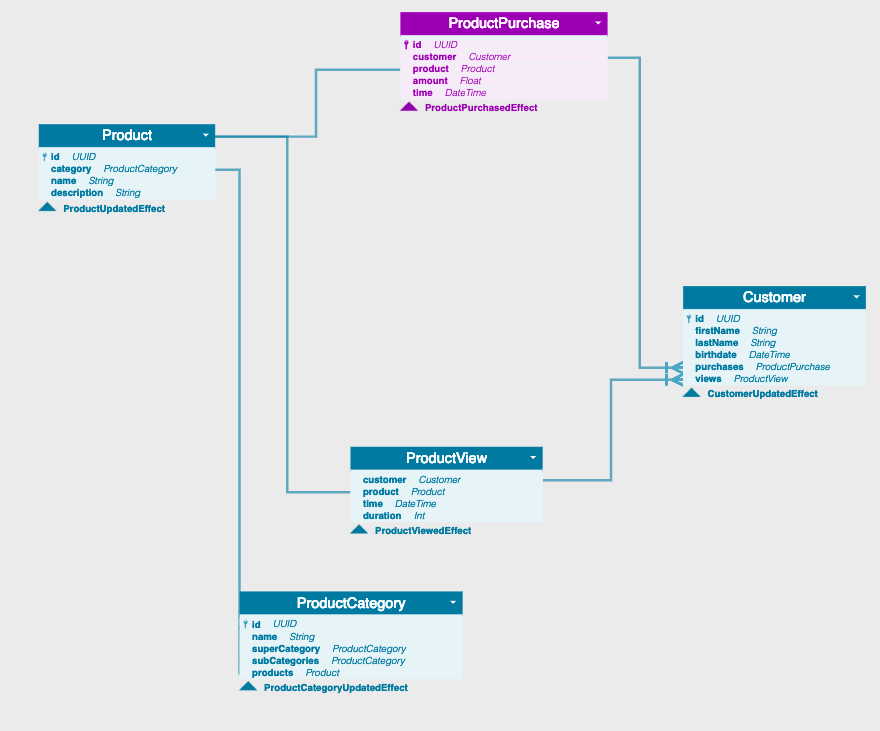 ProductPurchase
id UUID
customer Customer
product Product
amount Float
time DateTime
ProductPurchasedEffect
Product
id UUID
category ProductCategory
name String
description String
ProductUpdatedEffect
Customer
id UUID
firstName String
lastName String
birthdate DateTime
purchases ProductPurchase
views ProductView
CustomerUpdatedEffect
ProductView
customer Customer
product Product
time DateTime
duration Int
ProductViewedEffect
ProductCategory
id UUID
name String
superCategory ProductCategory
subCategories ProductCategory
products Product
ProductCategoryUpdatedEffect